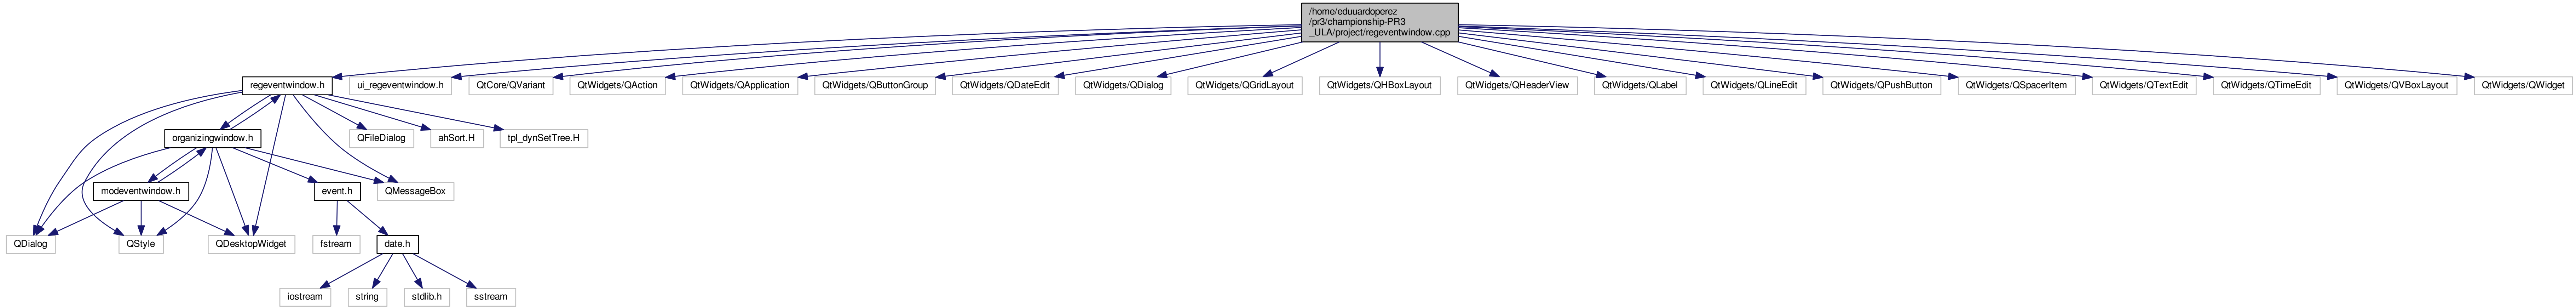 /home/eduuardoperez
/pr3/championship-PR3
_ULA/project/regeventwindow.cpp
regeventwindow.h
ui_regeventwindow.h
QtCore/QVariant
QtWidgets/QAction
QtWidgets/QApplication
QtWidgets/QButtonGroup
QtWidgets/QDateEdit
QtWidgets/QDialog
QtWidgets/QGridLayout
QtWidgets/QHBoxLayout
QtWidgets/QHeaderView
QtWidgets/QLabel
QtWidgets/QLineEdit
QtWidgets/QPushButton
QtWidgets/QSpacerItem
QtWidgets/QTextEdit
QtWidgets/QTimeEdit
QtWidgets/QVBoxLayout
QtWidgets/QWidget
organizingwindow.h
QFileDialog
ahSort.H
tpl_dynSetTree.H
modeventwindow.h
event.h
QMessageBox
QDialog
QStyle
QDesktopWidget
fstream
date.h
iostream
string
stdlib.h
sstream